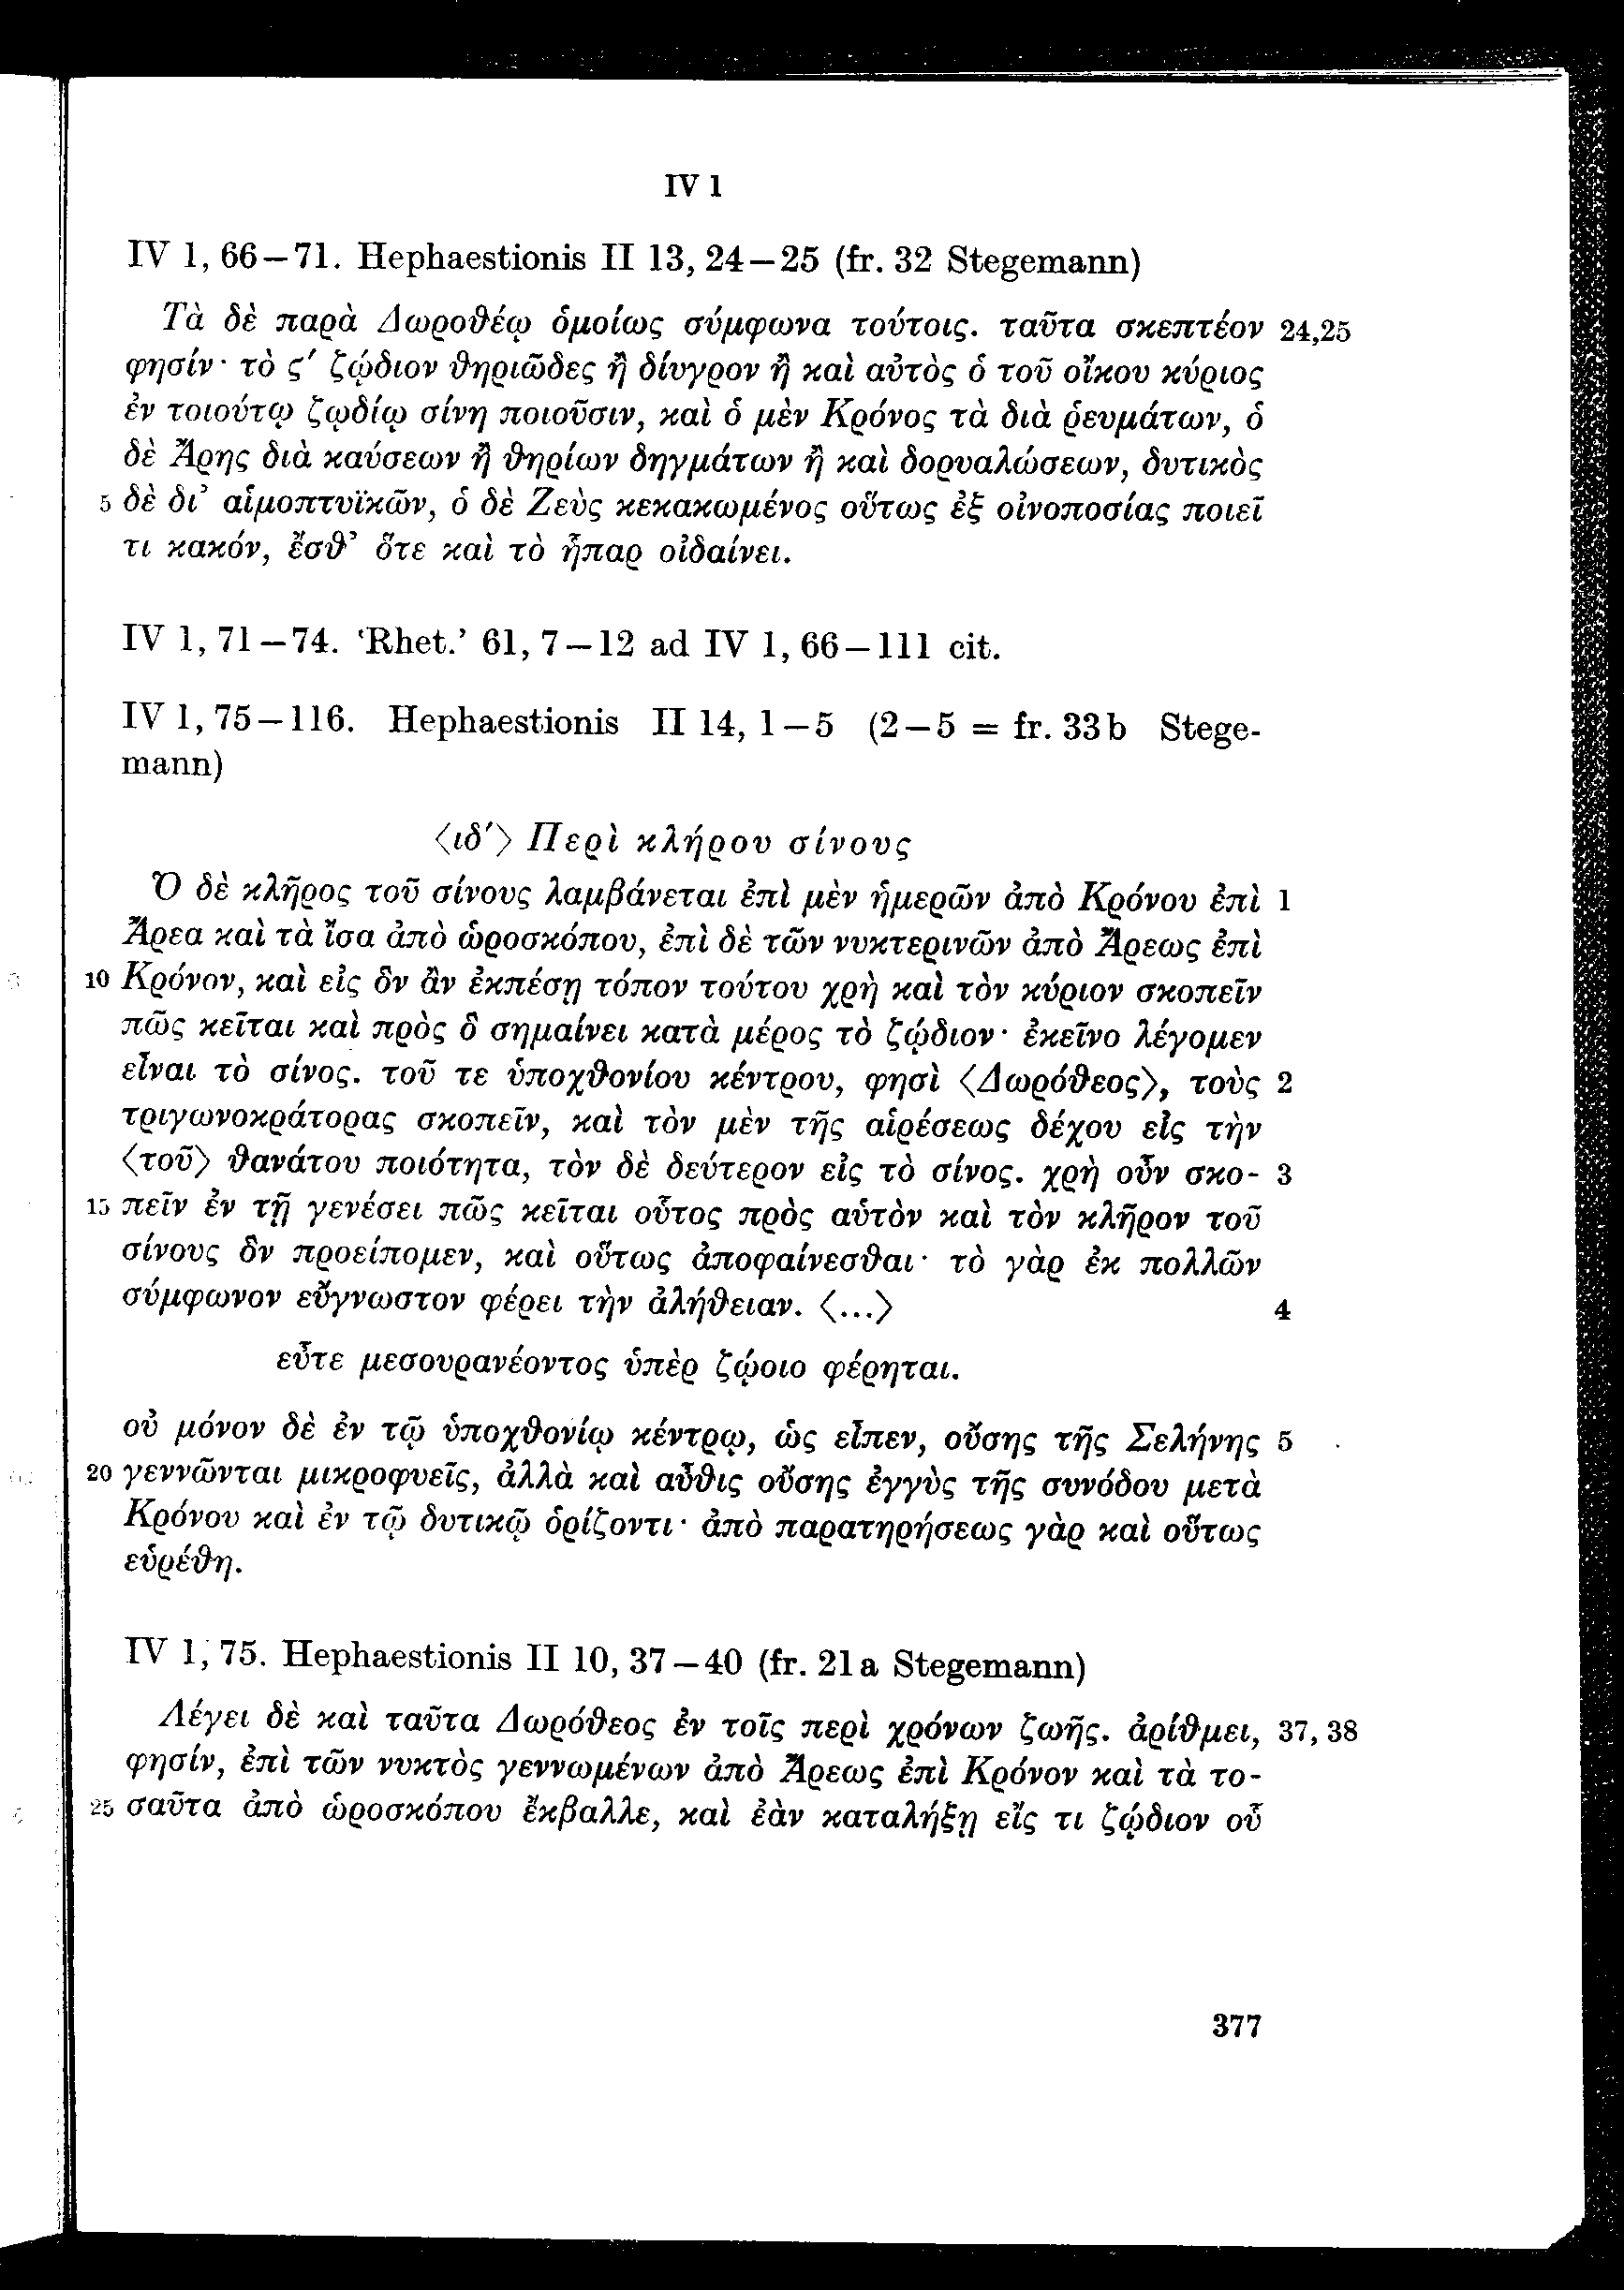 IV 1
IV 1, 66–71. Hephaestionis II 13, 24–25 (fr. 32 Stegemann)
Τὰ δὲ παρὰ Δωροθέῳ ὁμοίως σύμφωνα τούτοις. ταῦτα σκεπτέον 24,25
φησίν· τὸ ϛʹ ζῴδιον θηριῶδες ἢ δίυγρον ἢ καὶ αὐτὸς ὁ τοῦ οἴκου κύριος
ἐν τοιούτῳ ζῳδίῳ σίνη ποιοῦσιν, καὶ ὁ μὲν Κρόνος τὰ διὰ ῥευμάτων, ὁ
δὲ Ἄρης διὰ καύσεων ἢ θηρίων δηγμάτων ἢ καὶ δορυαλώσεων, δυτικὸς
5 δὲ δι’ αἱμοπτυϊκῶν, ὁ δὲ Ζεὺς κεκακωμένος οὕτως ἐξ οἰνοποσίας ποιεῖ
τι κακόν, ἔσθ’ ὅτε καὶ τὸ ἧπαρ οἰδαίνει.
IV 1, 71–74. ‘Rhet.’ 61, 7–12 ad IV 1, 66–111 cit.
IV 1, 75–116. Hephaestionis II 14, 1–5 (2–5 = fr. 33b Stege-
mann)
⟨ιδʹ⟩ Περὶ κλήρου σίνους
Ὁ δὲ κλῆρος τοῦ σίνους λαμβάνεται ἐπὶ μὲν ἡμερῶν ἀπὸ Κρόνου ἐπὶ 1
Ἄρεα καὶ τὰ ἴσα ἀπὸ ὡροσκόπου, ἐπὶ δὲ τῶν νυκτερινῶν ἀπὸ Ἄρεως ἐπὶ
10 Κρόνον, καὶ εἰς ὃν ἂν ἐκπέσῃ τόπον τούτου χρὴ καὶ τὸν κύριον σκοπεῖν
πῶς κεῖται καὶ πρὸς ὃ σημαίνει κατὰ μέρος τὸ ζῴδιον· ἐκεῖνο λέγομεν
εἶναι τὸ σίνος. τοῦ τε ὑποχθονίου κέντρου, φησὶ ⟨Δωρόθεος⟩, τοὺς 2
τριγωνοκράτορας σκοπεῖν, καὶ τὸν μὲν τῆς αἱρέσεως δέχου εἰς τὴν
⟨τοῦ⟩ θανάτου ποιότητα, τὸν δὲ δεύτερον εἰς τὸ σίνος. χρὴ οὖν σκο- 3
15 πεῖν ἐν τῇ γενέσει πῶς κεῖται οὗτος πρὸς αὑτὸν καὶ τὸν κλῆρον τοῦ
σίνους ὃν προείπομεν, καὶ οὕτως ἀποφαίνεσθαι· τὸ γὰρ ἐκ πολλῶν
σύμφωνον εὔγνωστον φέρει τὴν ἀλήθειαν. ⟨...⟩ 4
εὖτε μεσουρανέοντος ὑπὲρ ζῴοιο φέρηται.
οὐ μόνον δὲ ἐν τῷ ὑποχθονίῳ κέντρῳ, ὡς εἶπεν, οὔσης τῆς Σελήνης 5
20 γεννῶνται μικροφυεῖς, ἀλλὰ καὶ αὖθις οὔσης ἐγγὺς τῆς συνόδου μετὰ
Κρόνου καὶ ἐν τῷ δυτικῷ ὁρίζοντι· ἀπὸ παρατηρήσεως γὰρ καὶ οὕτως
εὑρέθη.
IV 1, 75. Hephaestionis II 10, 37–40 (fr. 21a Stegemann)
Λέγει δὲ καὶ ταῦτα Δωρόθεος ἐν τοῖς περὶ χρόνων ζωῆς. ἀρίθμει, 37, 38
φησίν, ἐπὶ τῶν νυκτὸς γεννωμένων ἀπὸ Ἄρεως ἐπὶ Κρόνον καὶ τὰ το-
25 σαῦτα ἀπὸ ὡροσκόπου ἔκβαλλε, καὶ ἐὰν καταλήξῃ εἴς τι ζῴδιον οὗ
377